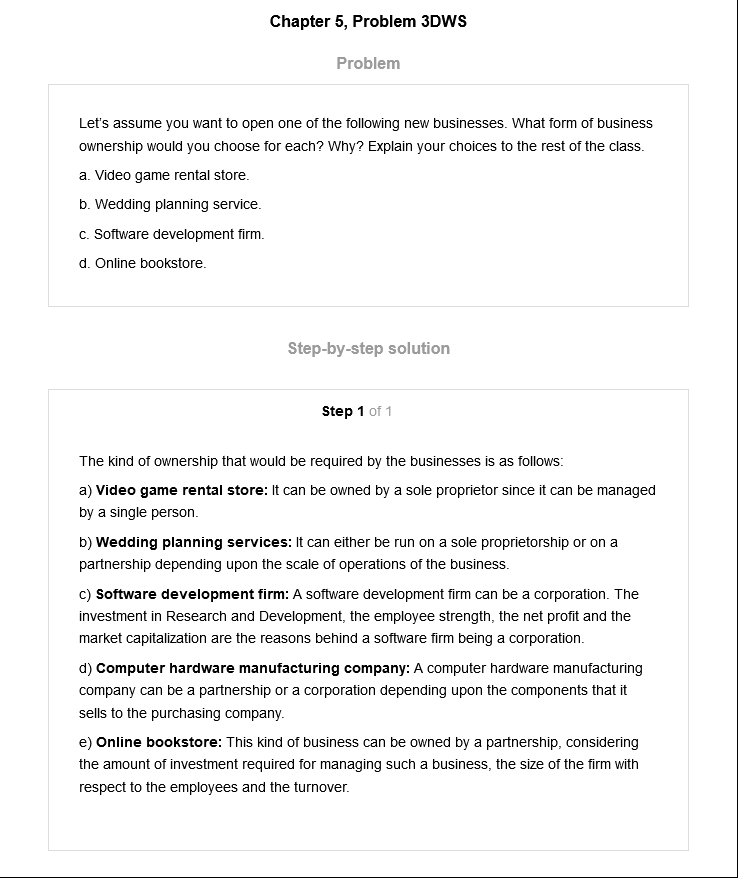 Chapter 5, Problem 3DWS
Problem
Let's assume you want to open one of the following new businesses. What form of business
ownership would you choose for each? Why? Explain your choices to the rest of the class.
a. Video game rental store.
b. Wedding planning service.
c. Software development firm.
d. Online bookstore.
Step-by-step solution
Step 1 of 1
The kind of ownership that would be required by the businesses is as follows:
a) Video game rental store: It can be owned by a sole proprietor since it can be managed
by a single person.
b) Wedding planning services: It can either be run on a sole proprietorship or on a
partnership depending upon the scale of operations of the business.
c) Software development firm: A software development firm can be a corporation. The
investment in Research and Development, the employee strength, the net profit and the
market capitalization are the reasons behind a software firm being a corporation.
d) Computer hardware manufacturing company: A computer hardware manufacturing
company can be a partnership or a corporation depending upon the components that it
sells to the purchasing company.
e) Online bookstore: This kind of business can be owned by a partnership, considering
the amount of investment required for managing such a business, the size of the firm with
respect to the employees and the turnover.